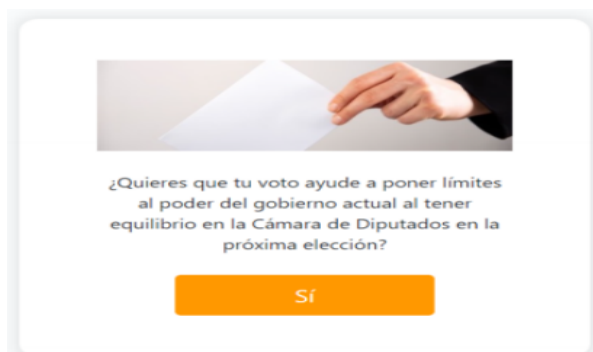 ¿Quieres que tu voto ayude a poner límites
al poder del gobierno actual al tener
equilibrio en la Cámara de Diputados en la
próxima elección?
Sí